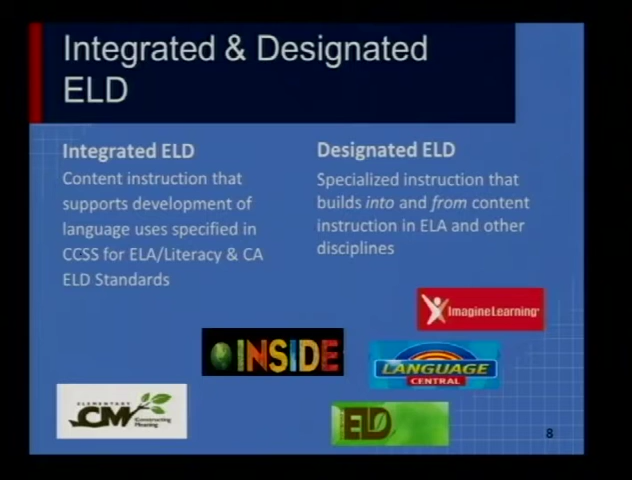 Integrated & Designated
ELD
Integrated ELD
Content instruction that
supports development of
language uses specified in
CCSS for ELA/Literacy & CA
ELD Standards
Designated ELD
Specialized instruction that
builds into and from content
instruction in ELA and other
disciplines
ImagineLearning
INSIDE
LANGUAGE
CENTRAL
ELEMENTARY
CM
Constructing
Meaning
ELD
8